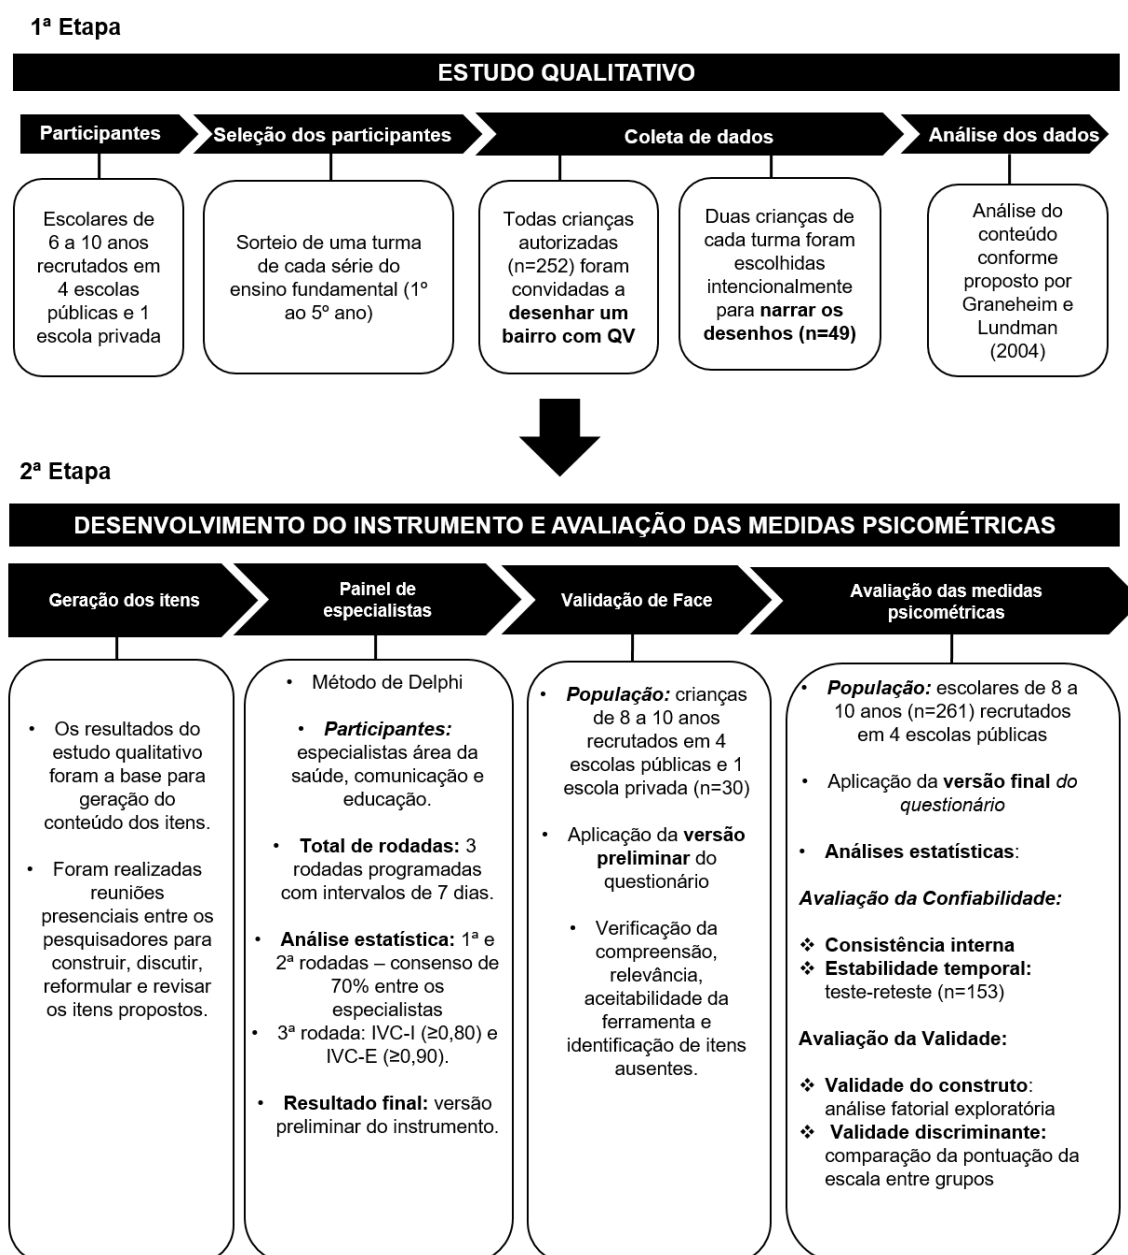 1ª Etapa
ESTUDO QUALITATIVO
Participantes
Escolares de
6 a 10 anos
recrutados em
4 escolas
públicas e 1
escola privada
Seleção dos participantes
Sorteio de uma turma
de cada série do
ensino fundamental (1º
ao 5º ano)
Coleta de dados
Todas crianças
autorizadas
(n=252) foram
convidadas a
desenhar um
bairro com QV
Duas crianças de
cada turma foram
escolhidas
intencionalmente
para narrar os
desenhos (n=49)
Análise dos dados
Análise do
conteúdo
conforme
proposto por
Graneheim e
Lundman
(2004)
2ª Etapa
DESENVOLVIMENTO DO INSTRUMENTO E AVALIAÇÃO DAS MEDIDAS PSICOMÉTRICAS
Geração dos itens
• Os resultados do
estudo qualitativo
foram a base para
geração do
conteúdo dos itens.
• Foram realizadas
reuniões
presenciais entre os
pesquisadores para
construir, discutir,
reformular e revisar
os itens propostos.
Painel de
especialistas
• Método de Delphi
• Participantes:
especialistas área da
saúde, comunicação e
educação.
• Total de rodadas: 3
rodadas programadas
com intervalos de 7 dias.
• Análise estatística: 1ª e
2ª rodadas – consenso de
70% entre os
especialistas
• 3ª rodada: IVC-I (≥0,80) e
IVC-E (≥0,90).
• Resultado final: versão
preliminar do instrumento.
Validação de Face
• População: crianças
de 8 a 10 anos
recrutados em 4
escolas públicas e 1
escola privada (n=30)
• Aplicação da versão
preliminar do
questionário
• Verificação da
compreensão,
relevância,
aceitabilidade da
ferramenta e
identificação de itens
ausentes.
Avaliação das medidas
psicométricas
• População: escolares de 8 a
10 anos (n=261) recrutados
em 4 escolas públicas
• Aplicação da versão final do
questionário
• Análises estatísticas:
Avaliação da Confiabilidade:
❖ Consistência interna
❖ Estabilidade temporal:
teste-reteste (n=153)
Avaliação da Validade:
❖ Validade do construto:
análise fatorial exploratória
❖ Validade discriminante:
comparação da pontuação da
escala entre grupos